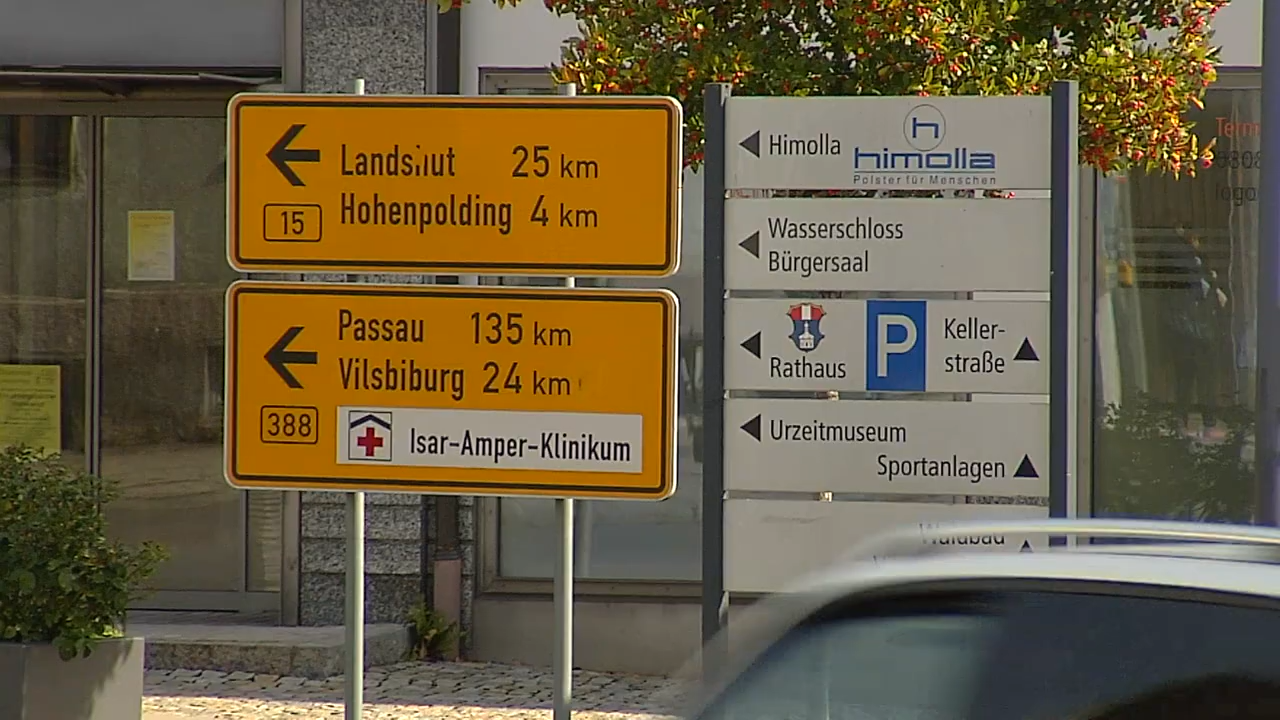 Landshut 25 km
15
Hohenpolding 4 km
Passau 135 km
Vilsbiburg 24 km
388
Isar-Amper-Klinikum
Himolla
h
himolla
Polster für Menschen
Wasserschloss
Bürgersaal
Rathaus
P
Keller-
straße
Urzeitmuseum
Sportanlagen
Waldbad